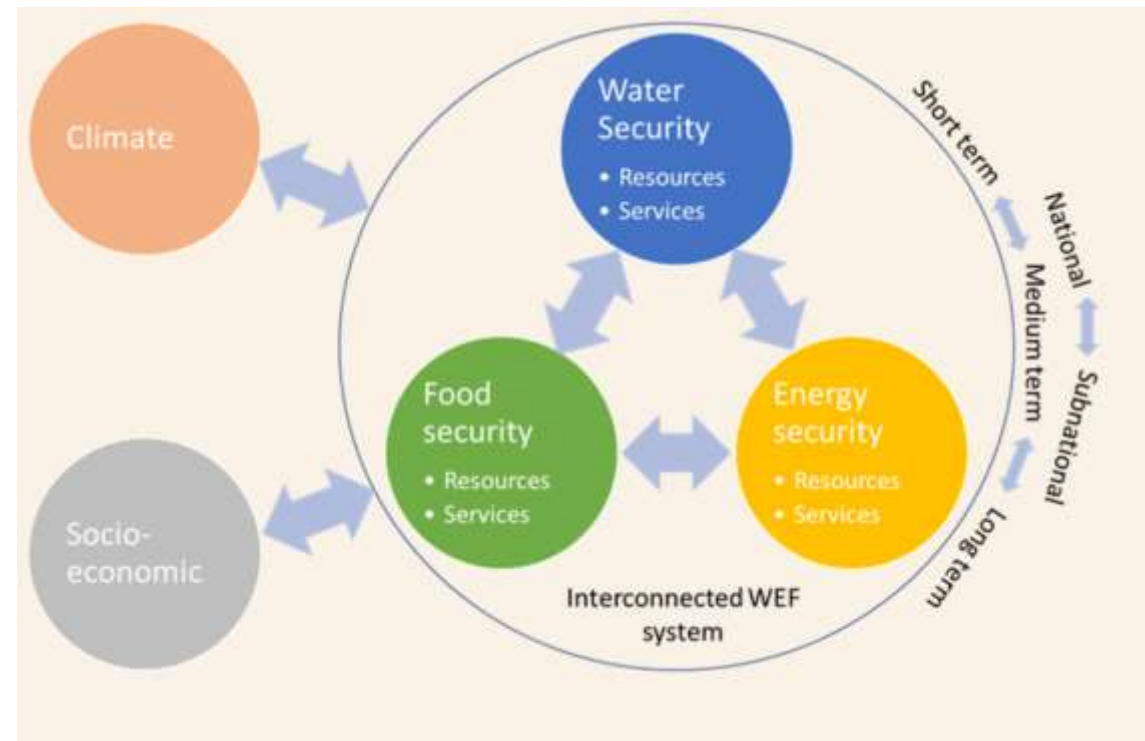 Climate
Water
Security
• Resources
• Services
Short term
National
Medium term
Subnational
Long term
Food
security
• Resources
• Services
Energy
security
• Resources
• Services
Socio-
economic
Interconnected WEF
system